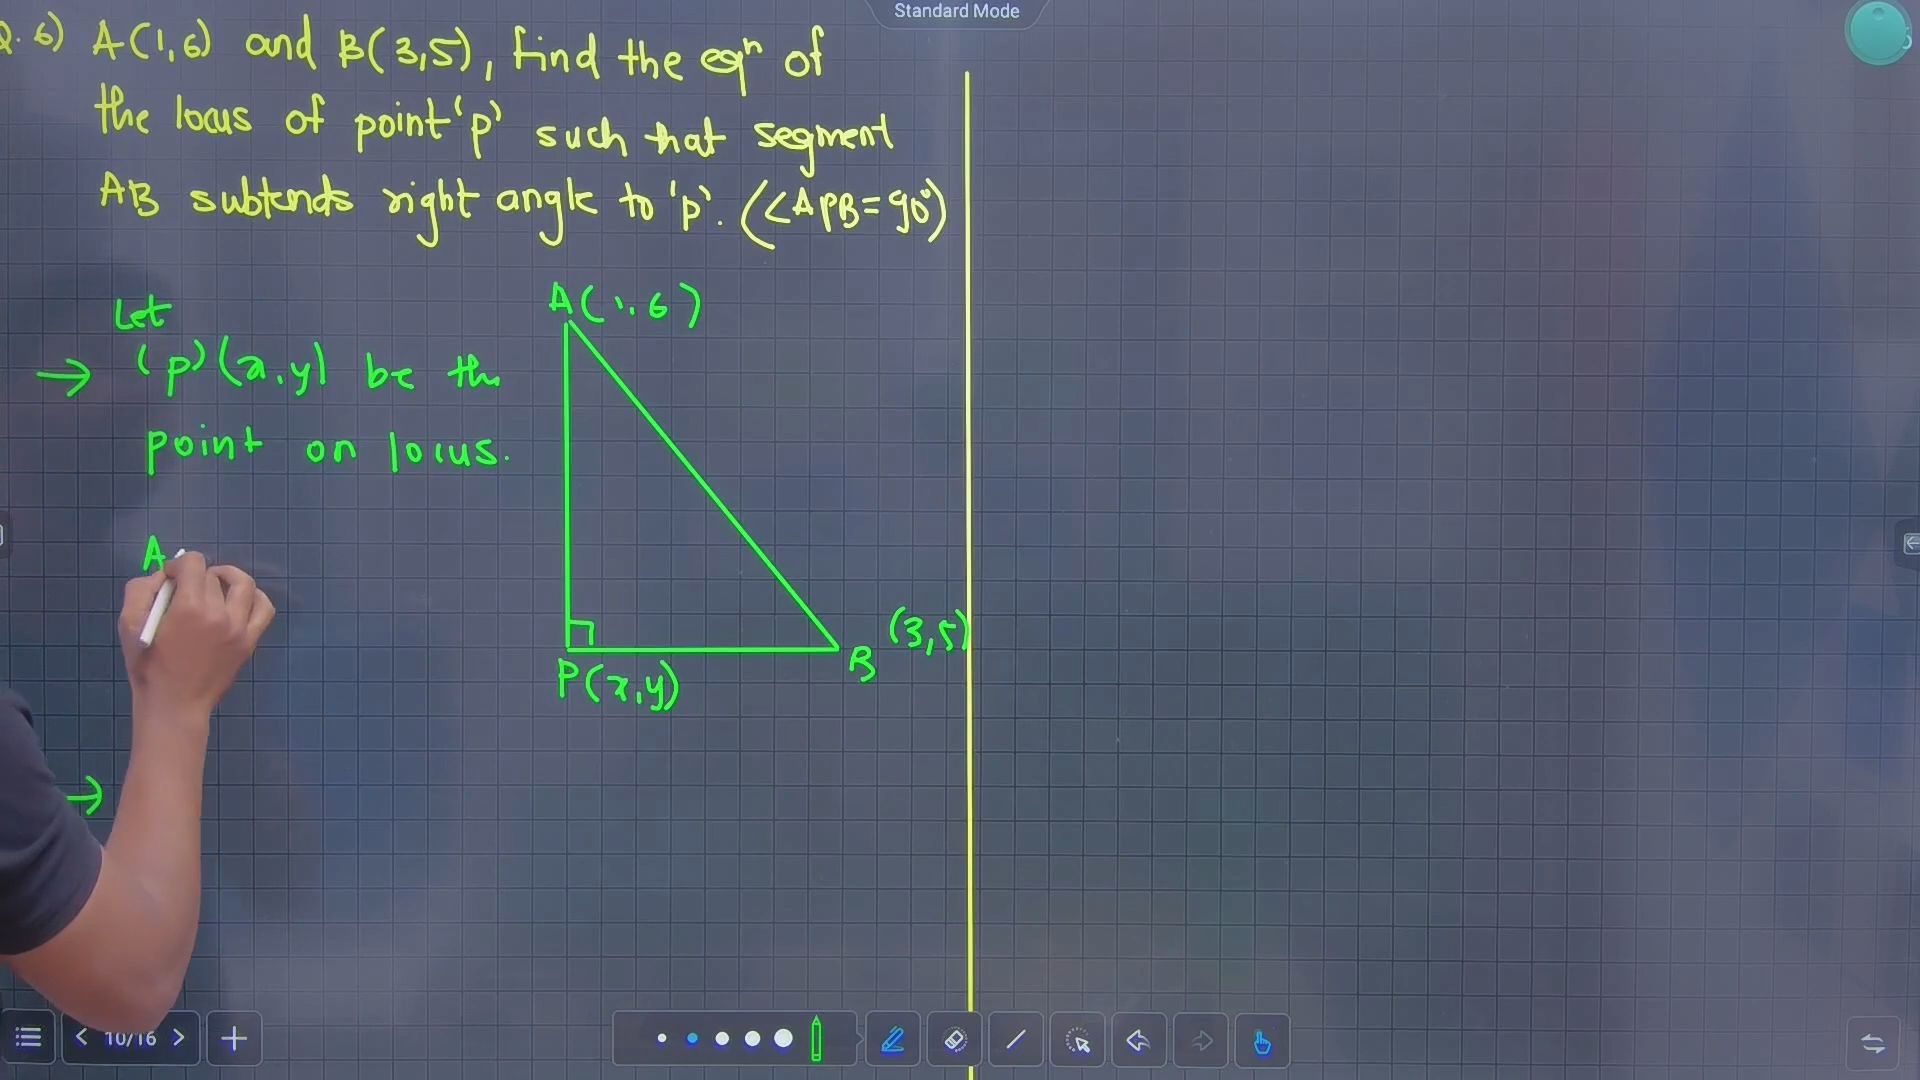 Standard Mode
Q. 6) A(1,6) and B(3,5), find the eqⁿ of
the locus of point 'p' such that segment
AB subtends right angle to 'p'. (∠APB=90°)
Let
→ 'p'(x,y) be the
point on locus.
A
→
A(1,6)
B (3,5)
P(x,y)
10/16